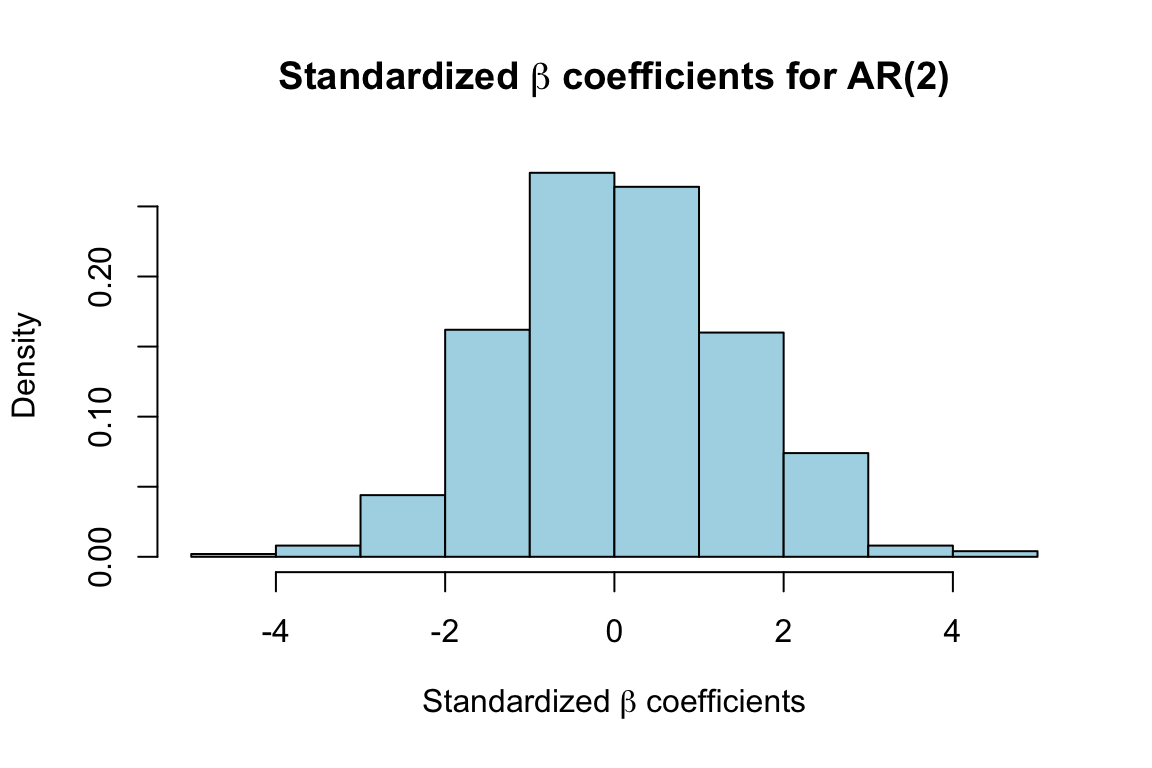 Standardized β coefficients for AR(2)
Density
0.20
0.10
0.00
-4 -2 0 2 4
Standardized β coefficients